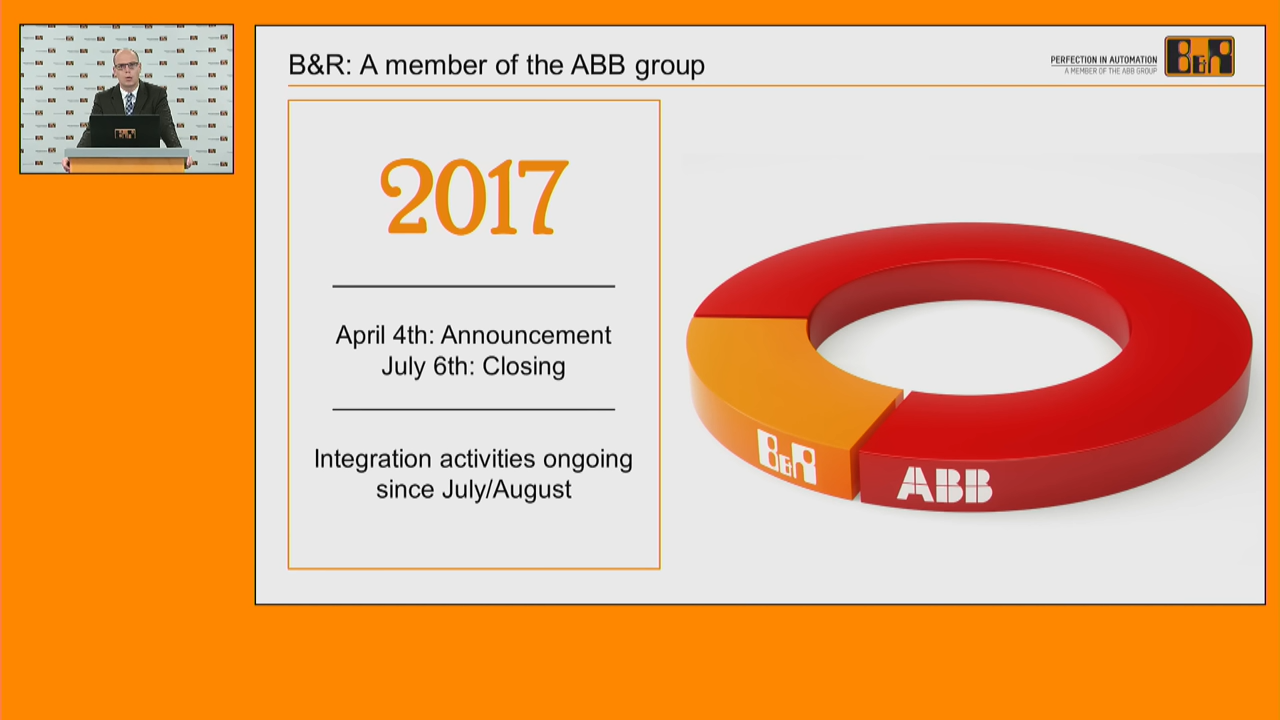 B&R: A member of the ABB group
PERFECTION IN AUTOMATION
A MEMBER OF THE ABB GROUP
B&R
2017
April 4th: Announcement
July 6th: Closing
Integration activities ongoing
since July/August
B&R
ABB
B&R